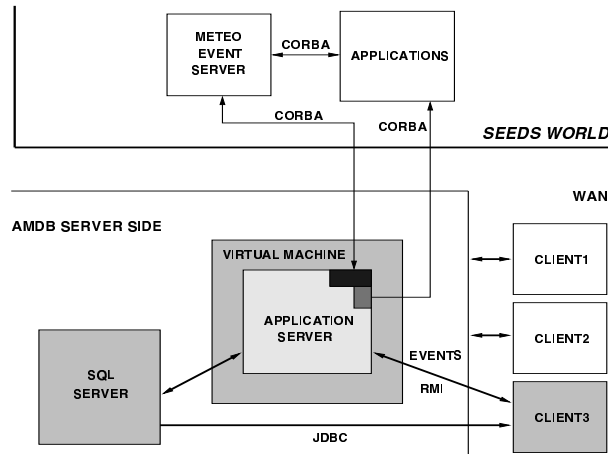 METEO
EVENT
SERVER
CORBA
APPLICATIONS
CORBA
CORBA
SEEDS WORLD
WAN
AMDB SERVER SIDE
VIRTUAL MACHINE
CLIENT1
APPLICATION
SERVER
CLIENT2
EVENTS
SQL
SERVER
RMI
CLIENT3
JDBC